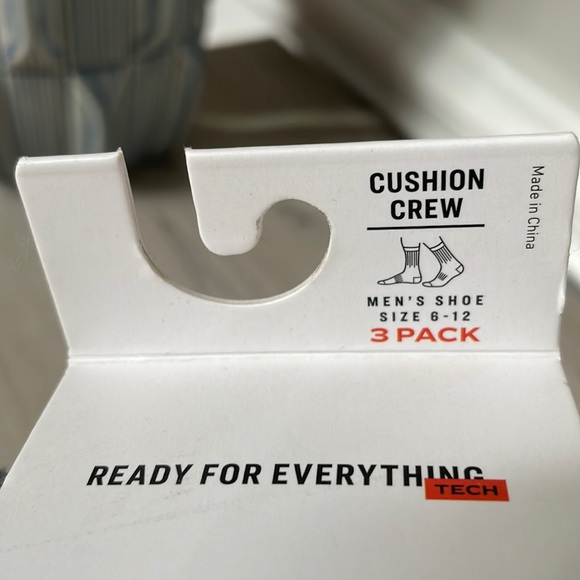 CUSHION
CREW
MEN'S SHOE
SIZE 6-12
3 PACK
Made in China
READY FOR EVERYTHING
TECH